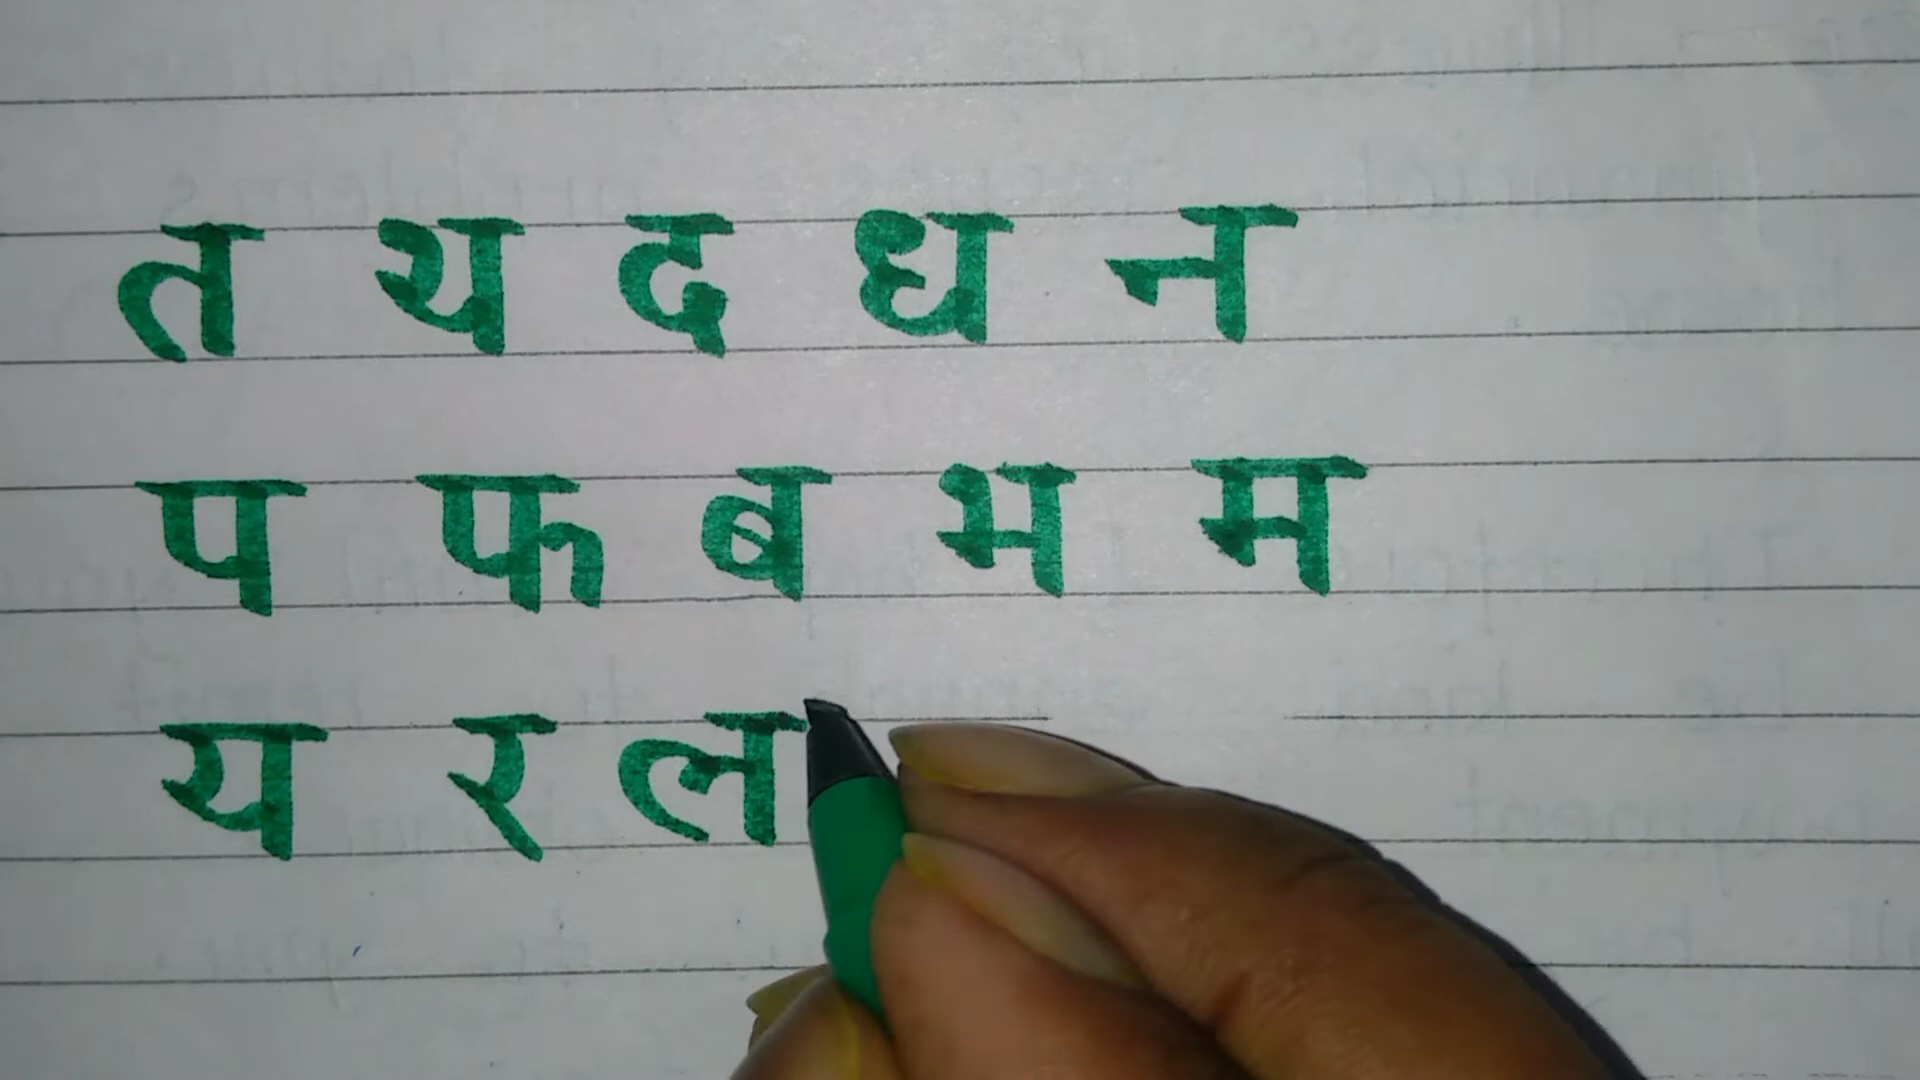 त थ द ध न
प फ ब भ म
य र ल